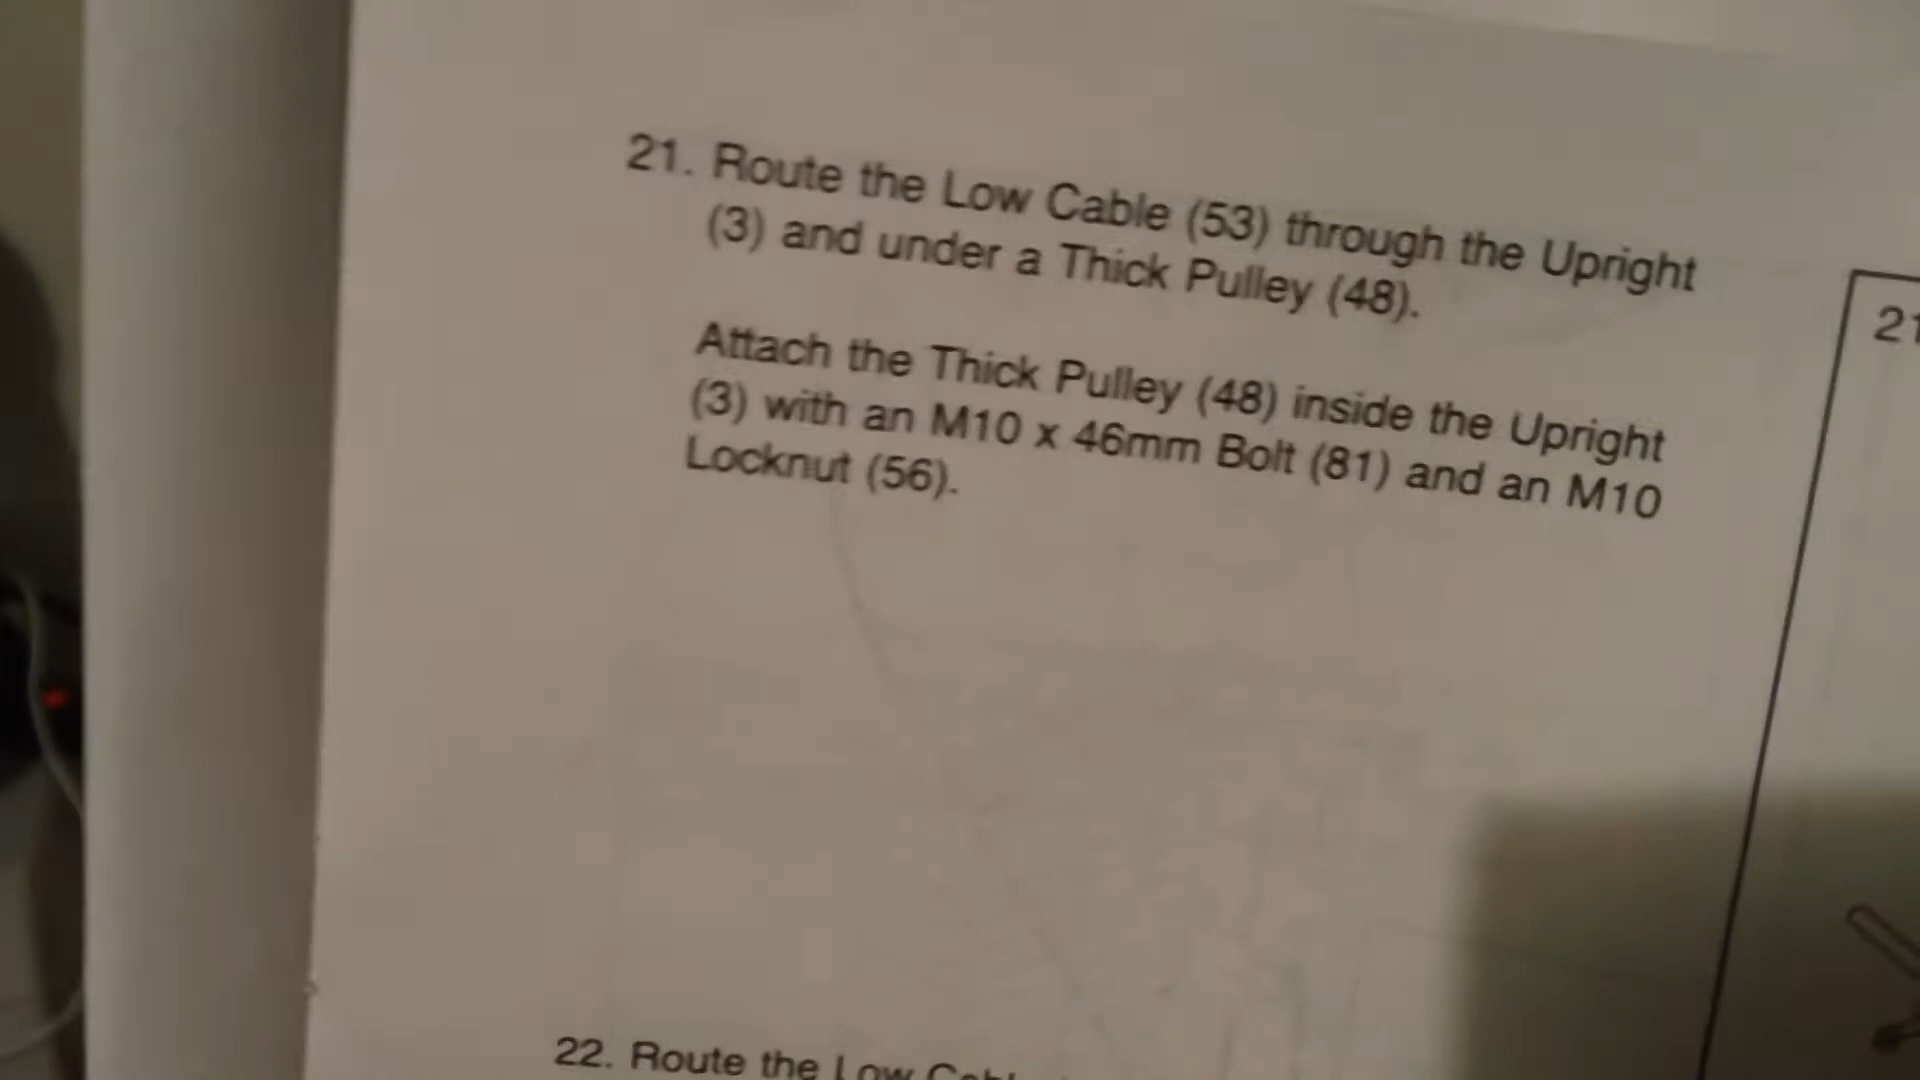 21. Route the Low Cable (53) through the Upright
(3) and under a Thick Pulley (48).
Attach the Thick Pulley (48) inside the Upright
(3) with an M10 x 46mm Bolt (81) and an M10
Locknut (56).
21
22. Route the Low